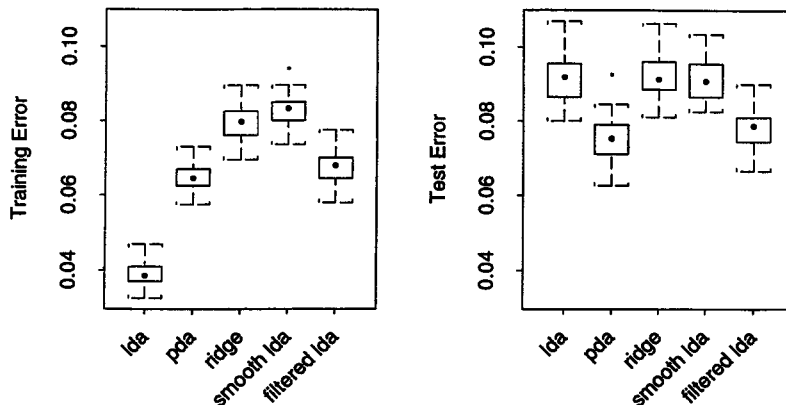 Training Error
0.10
0.08
0.06
0.04
lda
pda
ridge
smooth lda
filtered lda
Test Error
0.10
0.08
0.06
0.04
lda
pda
ridge
smooth lda
filtered lda